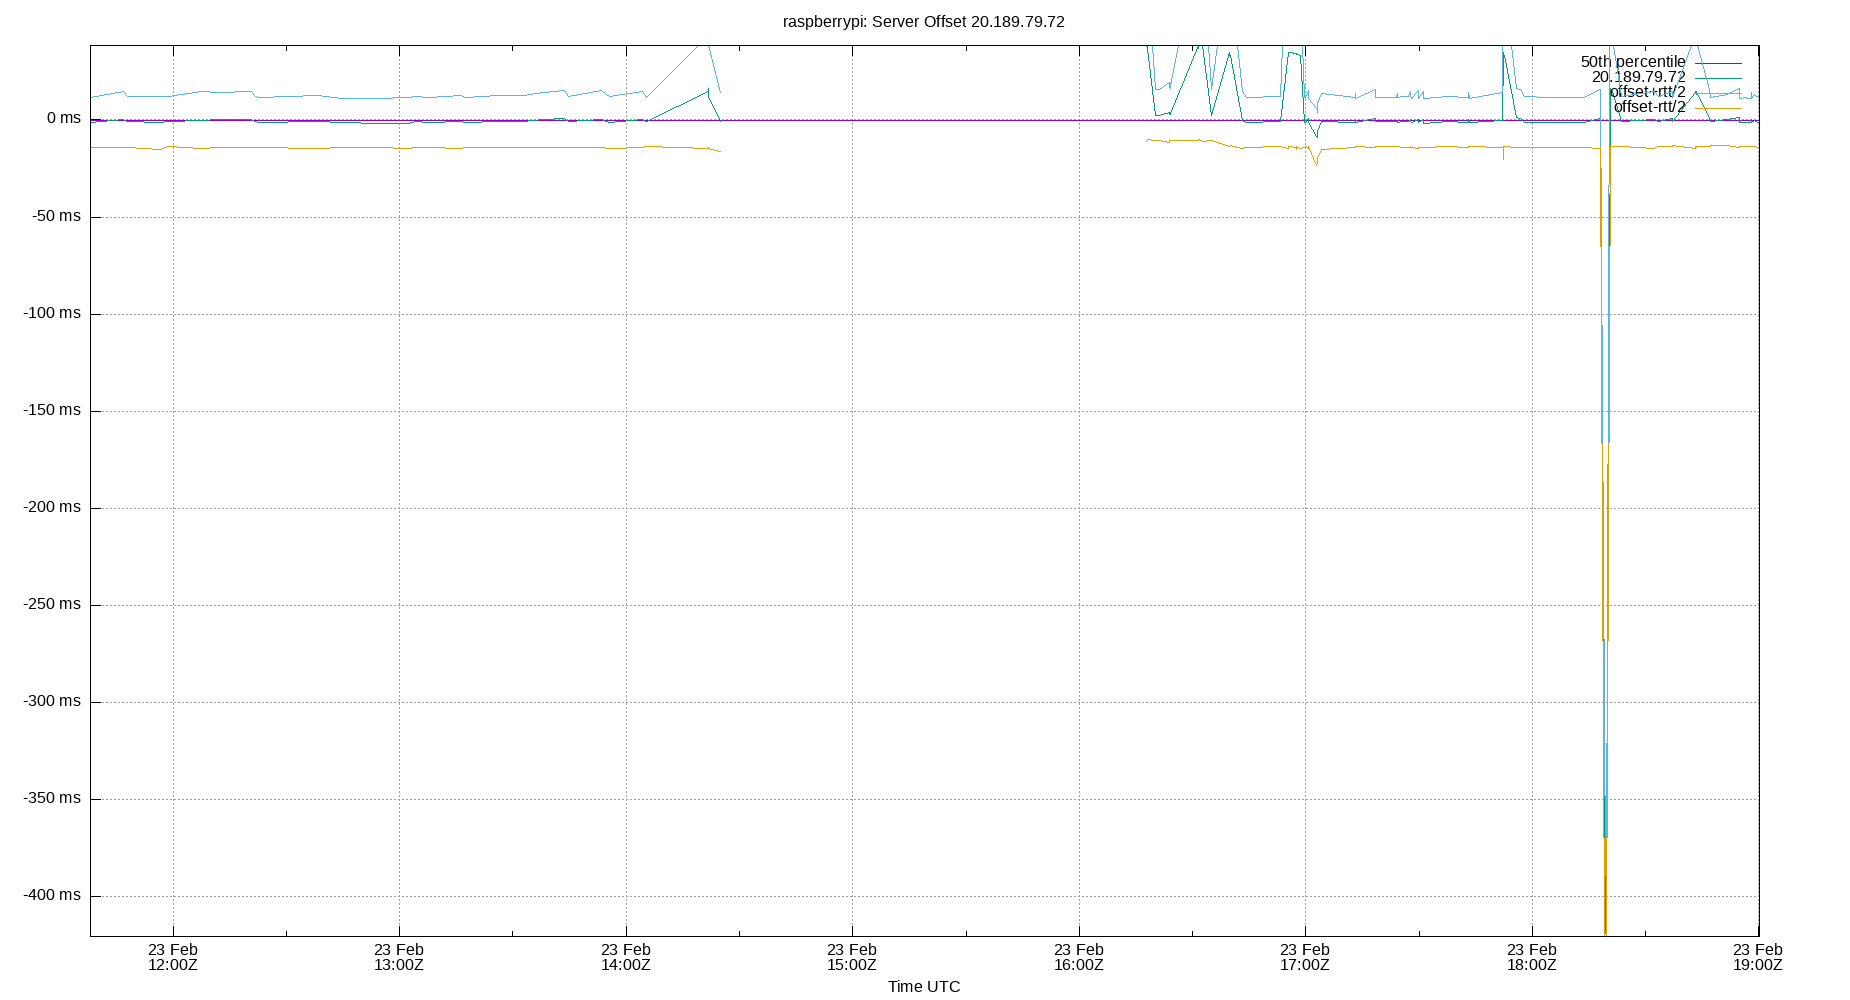 raspberrypi: Server Offset 20.189.79.72
50th percentile
20.189.79.72
offset-rtt/2
offset-rtt/2
0 ms
-50 ms
-100 ms
-150 ms
-200 ms
-250 ms
-300 ms
-350 ms
-400 ms
23 Feb 23 Feb 23 Feb 23 Feb 23 Feb 23 Feb 23 Feb 23 Feb
12:00Z 13:00Z 14:00Z 15:00Z 16:00Z 17:00Z 18:00Z 19:00Z
Time UTC